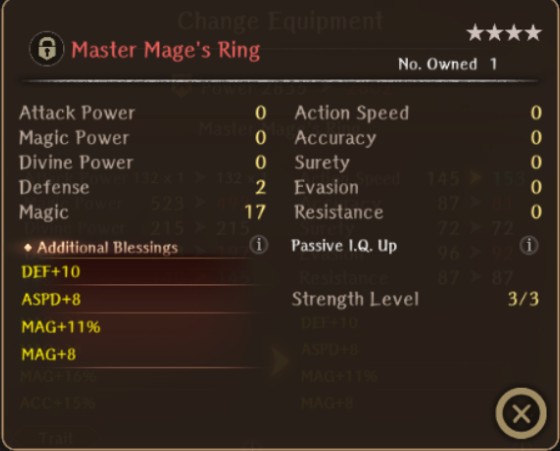 Change Equipment
★★★★
Master Mage's Ring
No. Owned 1
Attack Power 0
Magic Power 0
Divine Power 0
Defense 2
Magic 17
Action Speed 0
Accuracy 0
Surety 0
Evasion 0
Resistance 0
Additional Blessings
DEF+10
ASPD+8
MAG+11%
MAG+8
Passive I.Q. Up
Strength Level 3/3